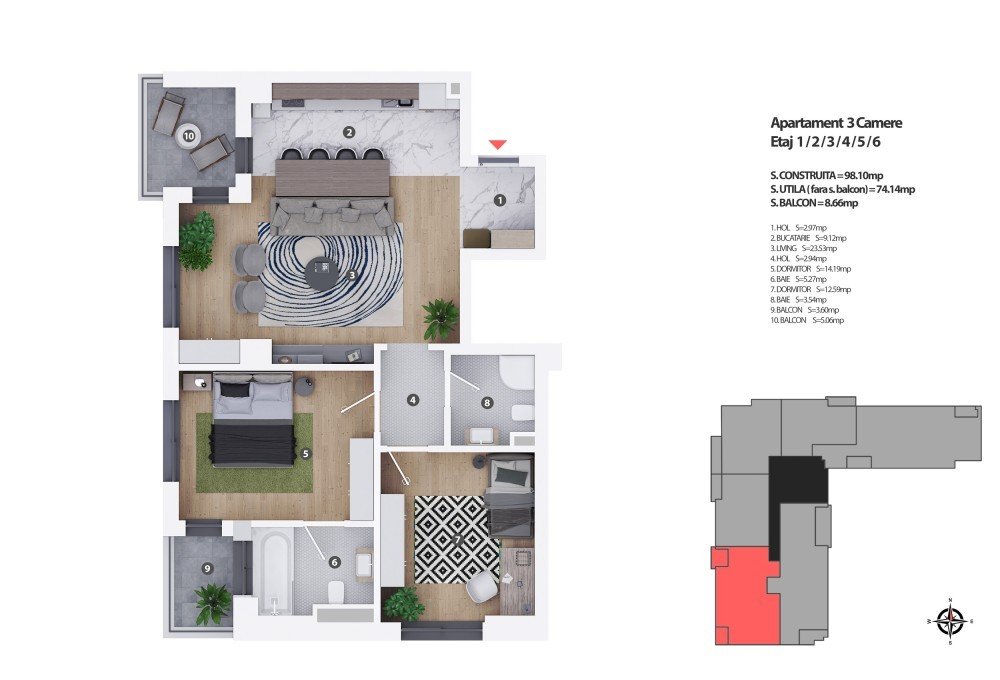 Apartament 3 Camere
Etaj 1/2/3/4/5/6
S. CONSTRUITA = 98.10mp
S. UTILA ( fara s. balcon) = 74.14mp
S. BALCON = 8.66mp
1. HOL S=2.97mp
2. BUCATARIE S=9.12mp
3. LIVING S=23.53mp
4. HOL S=2.94mp
5. DORMITOR S=14.19mp
6. BAIE S=5.27mp
7. DORMITOR S=12.59mp
8. BAIE S=3.54mp
9. BALCON S=3.60mp
10. BALCON S=5.06mp
10
2
1
3
4
8
5
7
6
9
N
V E
S